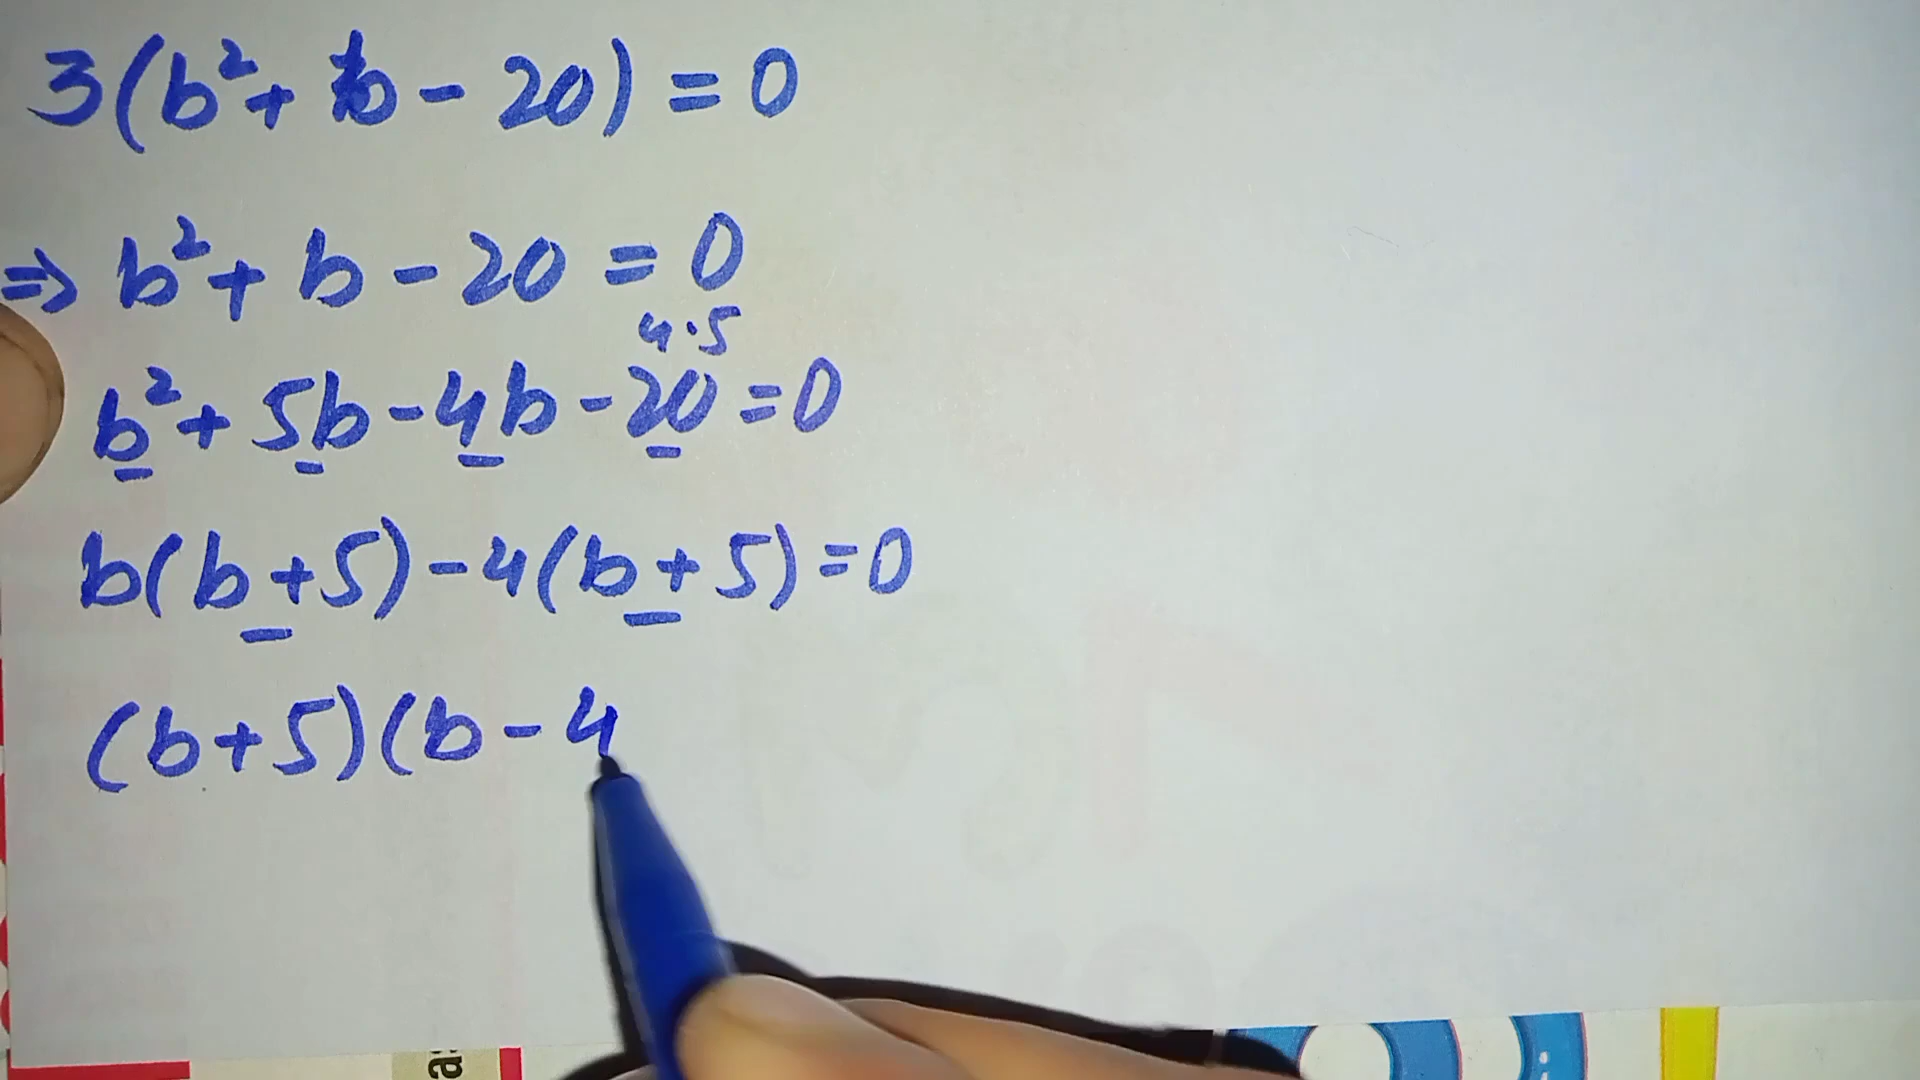 3(b²+ b - 20) = 0
⇒ b² + b - 20 = 0
4·5
b² + 5b - 4b - 20 = 0
b(b+5) - 4(b+5) = 0
(b+5)(b - 4